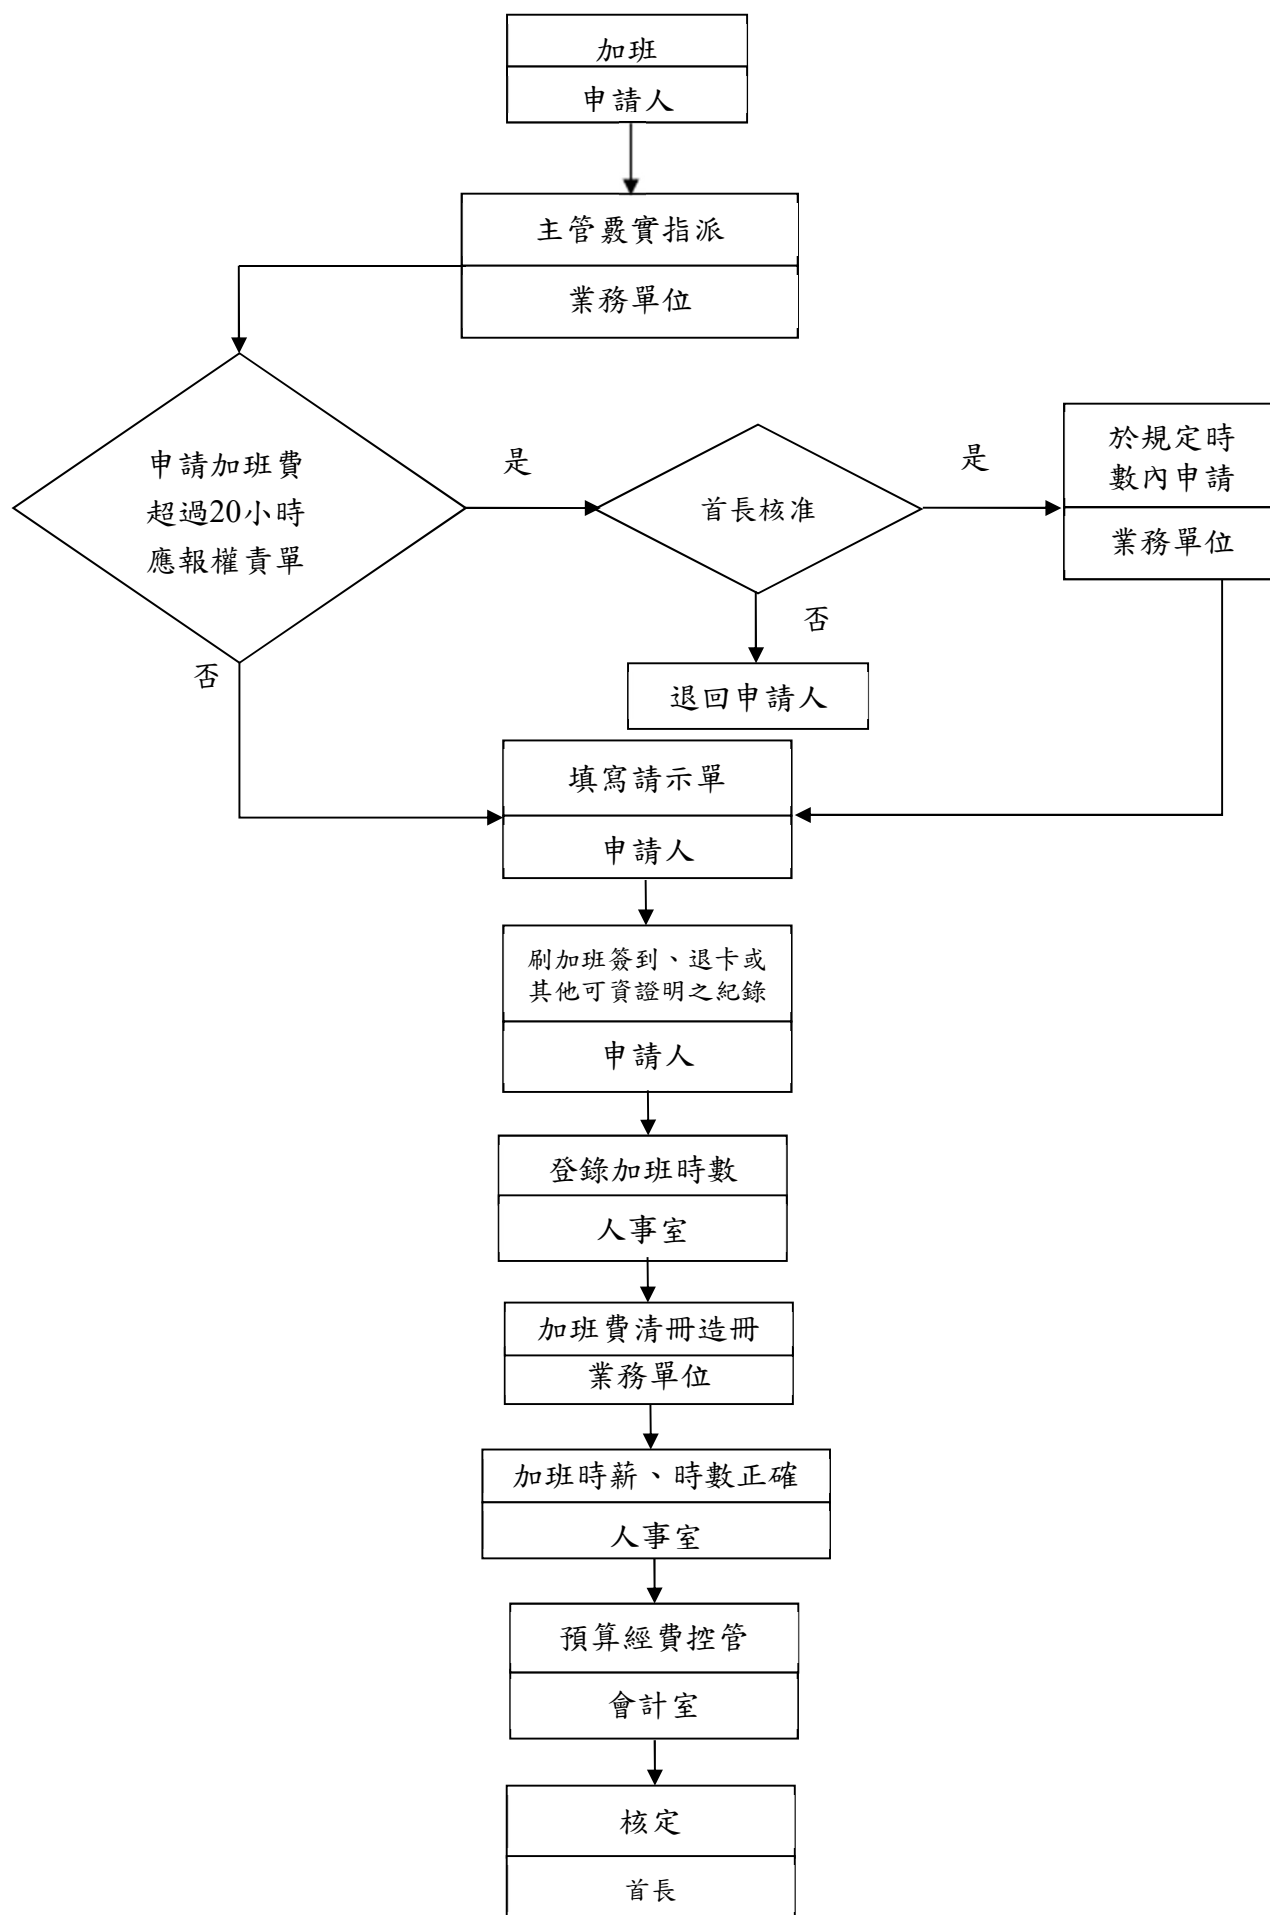 加班
申請人
主管覈實指派
業務單位
申請加班費
超過20小時
應報權責單
是
首長核准
是
於規定時
數內申請
業務單位
否
否
退回申請人
填寫請示單
申請人
刷加班簽到、退卡或
其他可資證明之紀錄
申請人
登錄加班時數
人事室
加班費清冊造冊
業務單位
加班時薪、時數正確
人事室
預算經費控管
會計室
核定
首長